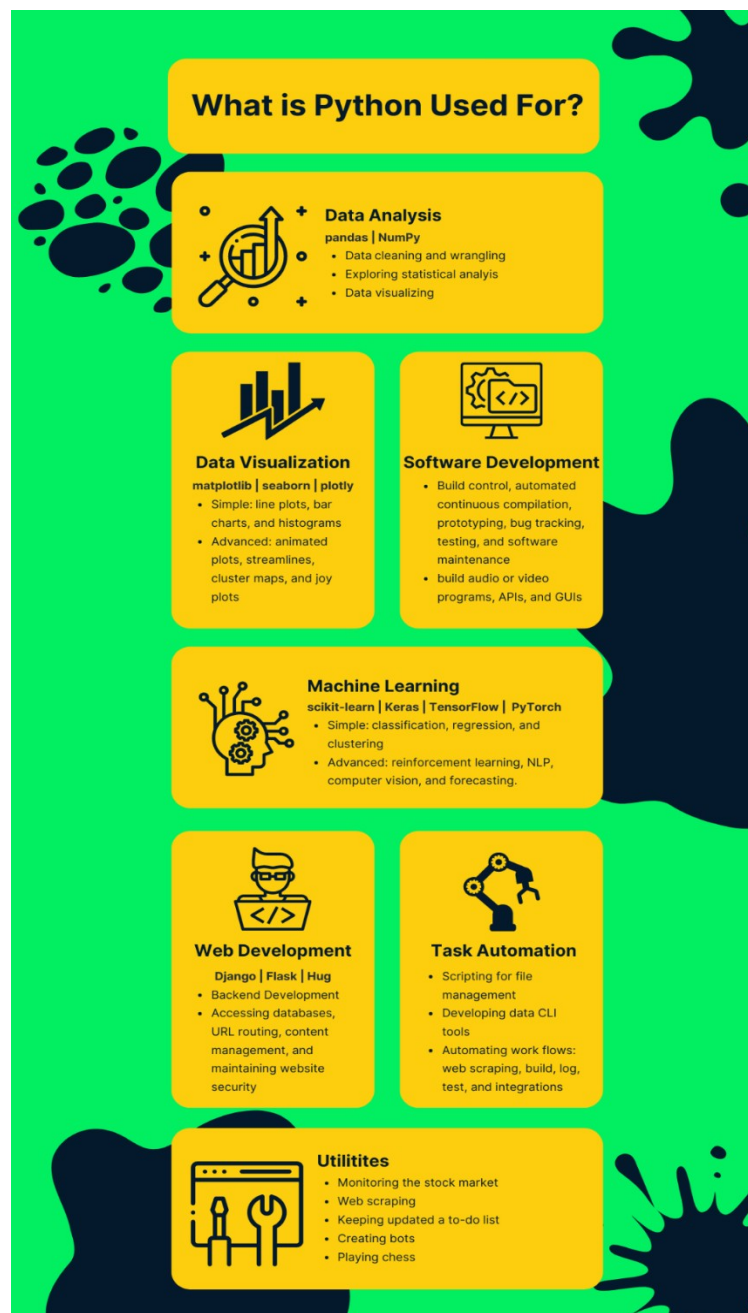 What is Python Used For?
Data Analysis
pandas | NumPy
• Data cleaning and wrangling
• Exploring statistical analyis
• Data visualizing
Data Visualization
matplotlib | seaborn | plotly
• Simple: line plots, bar
charts, and histograms
• Advanced: animated
plots, streamlines,
cluster maps, and joy
plots
Software Development
</>
• Build control, automated
continuous compilation,
prototyping, bug tracking,
testing, and software
maintenance
• build audio or video
programs, APIs, and GUIs
Machine Learning
scikit-learn | Keras | TensorFlow | PyTorch
• Simple: classification, regression, and
clustering
• Advanced: reinforcement learning, NLP,
computer vision, and forecasting.
</>
Web Development
Django | Flask | Hug
• Backend Development
• Accessing databases,
URL routing, content
management, and
maintaining website
security
Task Automation
• Scripting for file
management
• Developing data CLI
tools
• Automating work flows:
web scraping, build, log,
test, and integrations
Utilitites
• Monitoring the stock market
• Web scraping
• Keeping updated a to-do list
• Creating bots
• Playing chess